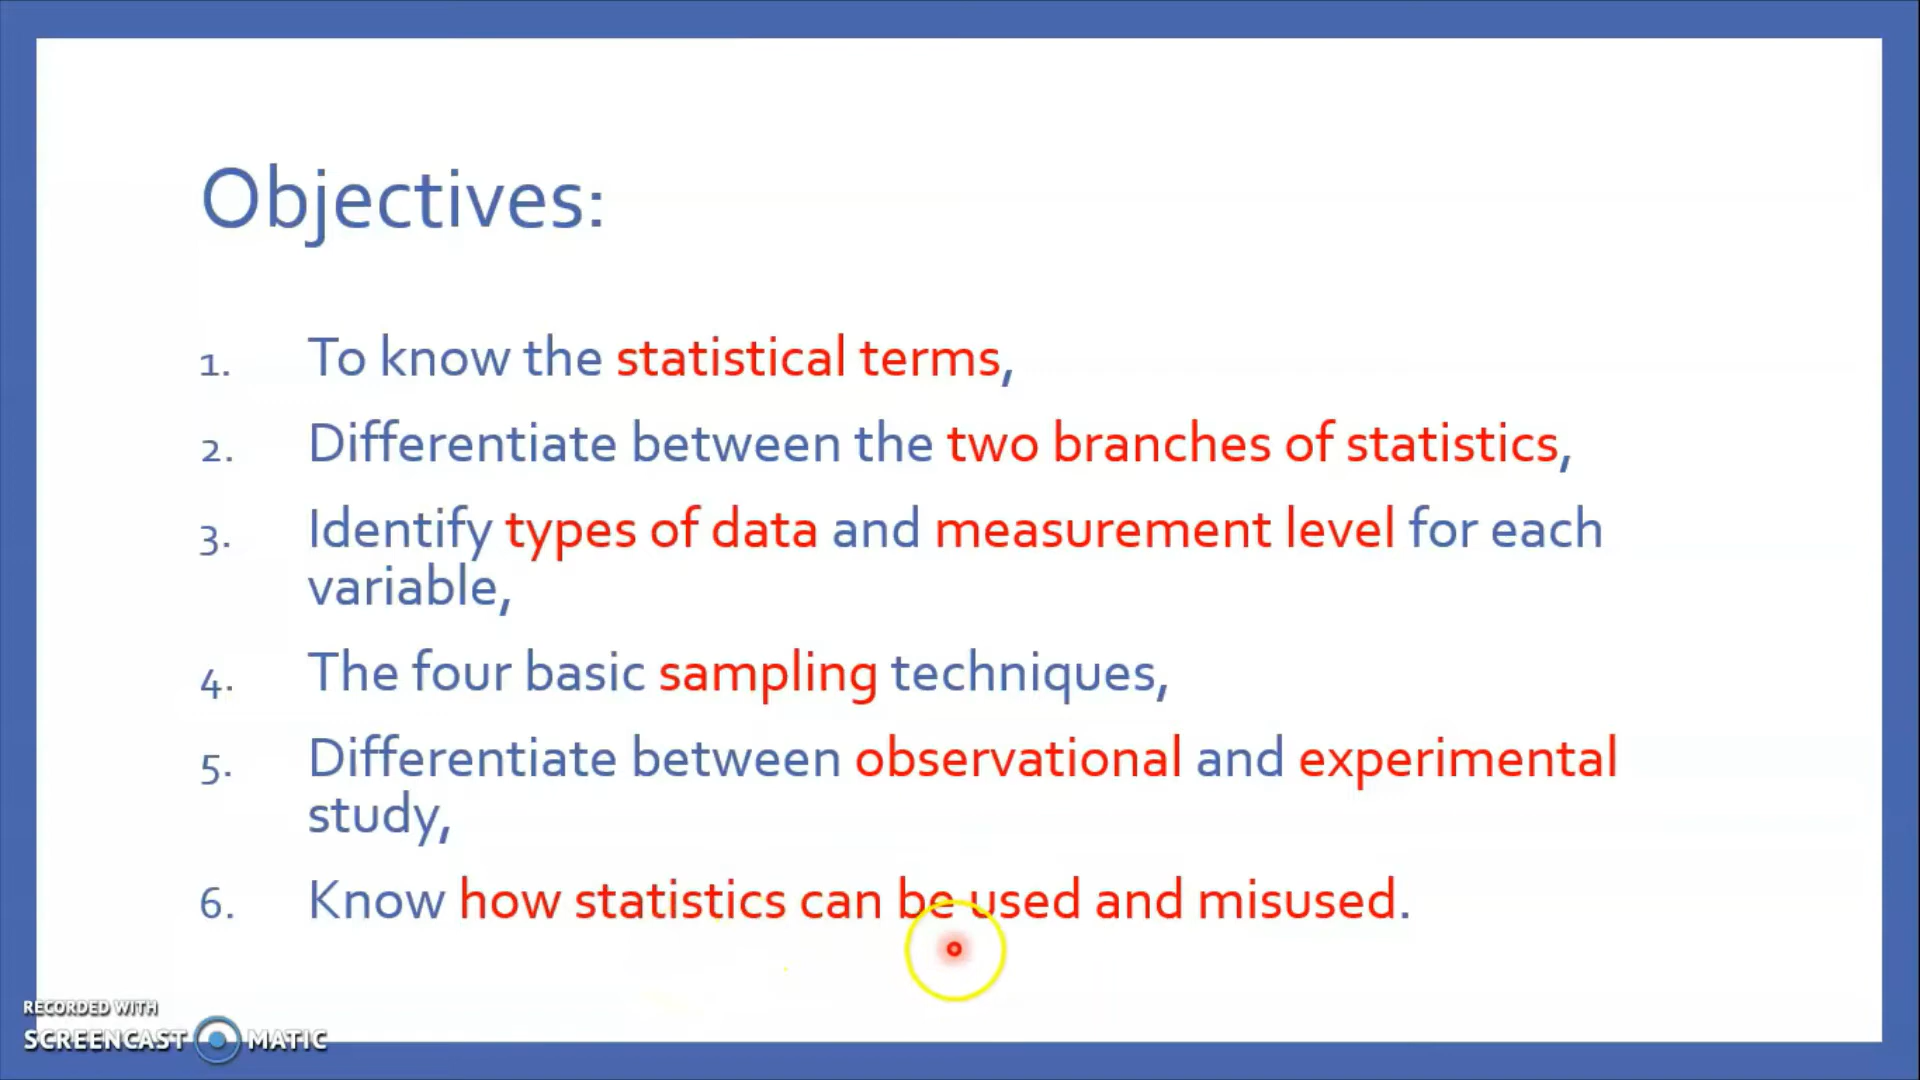 Objectives:
1. To know the statistical terms,
2. Differentiate between the two branches of statistics,
3. Identify types of data and measurement level for each
variable,
4. The four basic sampling techniques,
5. Differentiate between observational and experimental
study,
6. Know how statistics can be used and misused.
RECORDED WITH
SCREENCAST MATIC